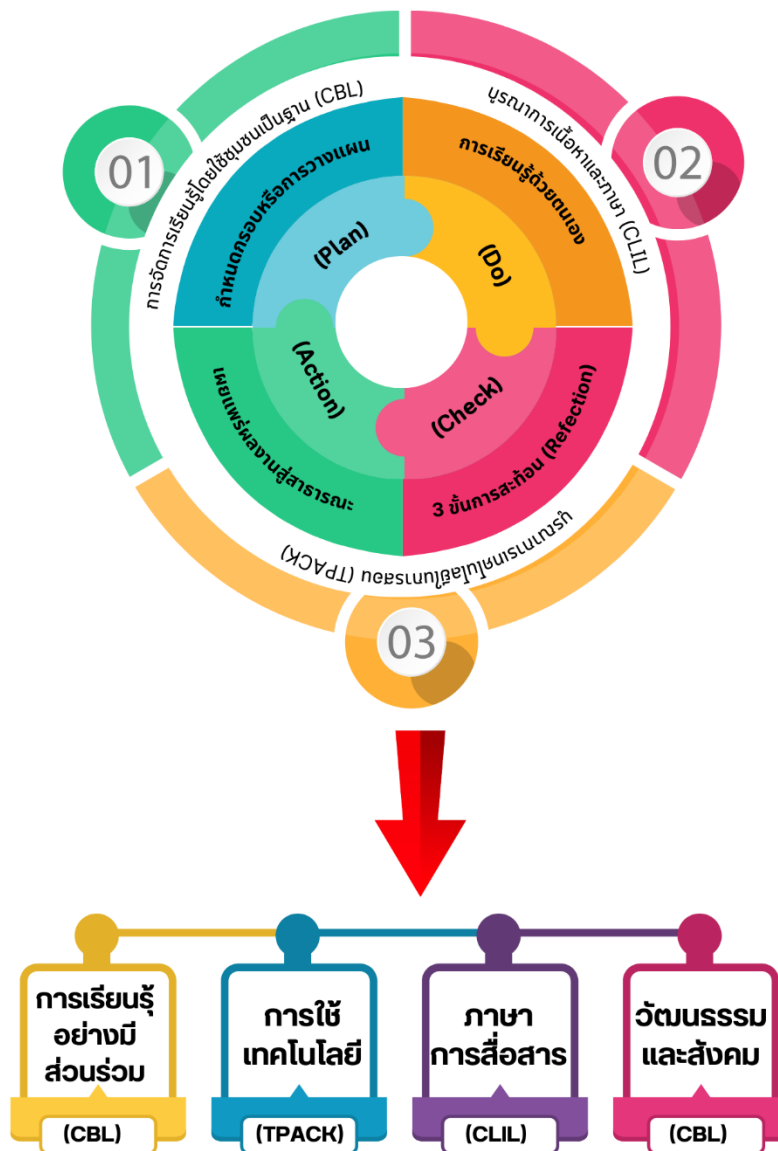 01
การจัดการเรียนรู้โดยใช้ชุมชนเป็นฐาน (CBL)
02
บูรณาการเนื้อหาและภาษา (CLIL)
กำหนดกรอบหรือการวางแผน
(Plan)
การเรียนรู้ด้วยตนเอง
(Do)
เผยแพร่ผลงานสู่สาธารณะ
(Action)
3 ขั้นการสะท้อน (Refection)
(Check)
บูรณาการเทคโนโลยีในการสอน (TPACK)
03
การเรียนรู้
อย่างมี
ส่วนร่วม
(CBL)
การใช้
เทคโนโลยี
(TPACK)
ภาษา
การสื่อสาร
(CLIL)
วัฒนธรรม
และสังคม
(CBL)